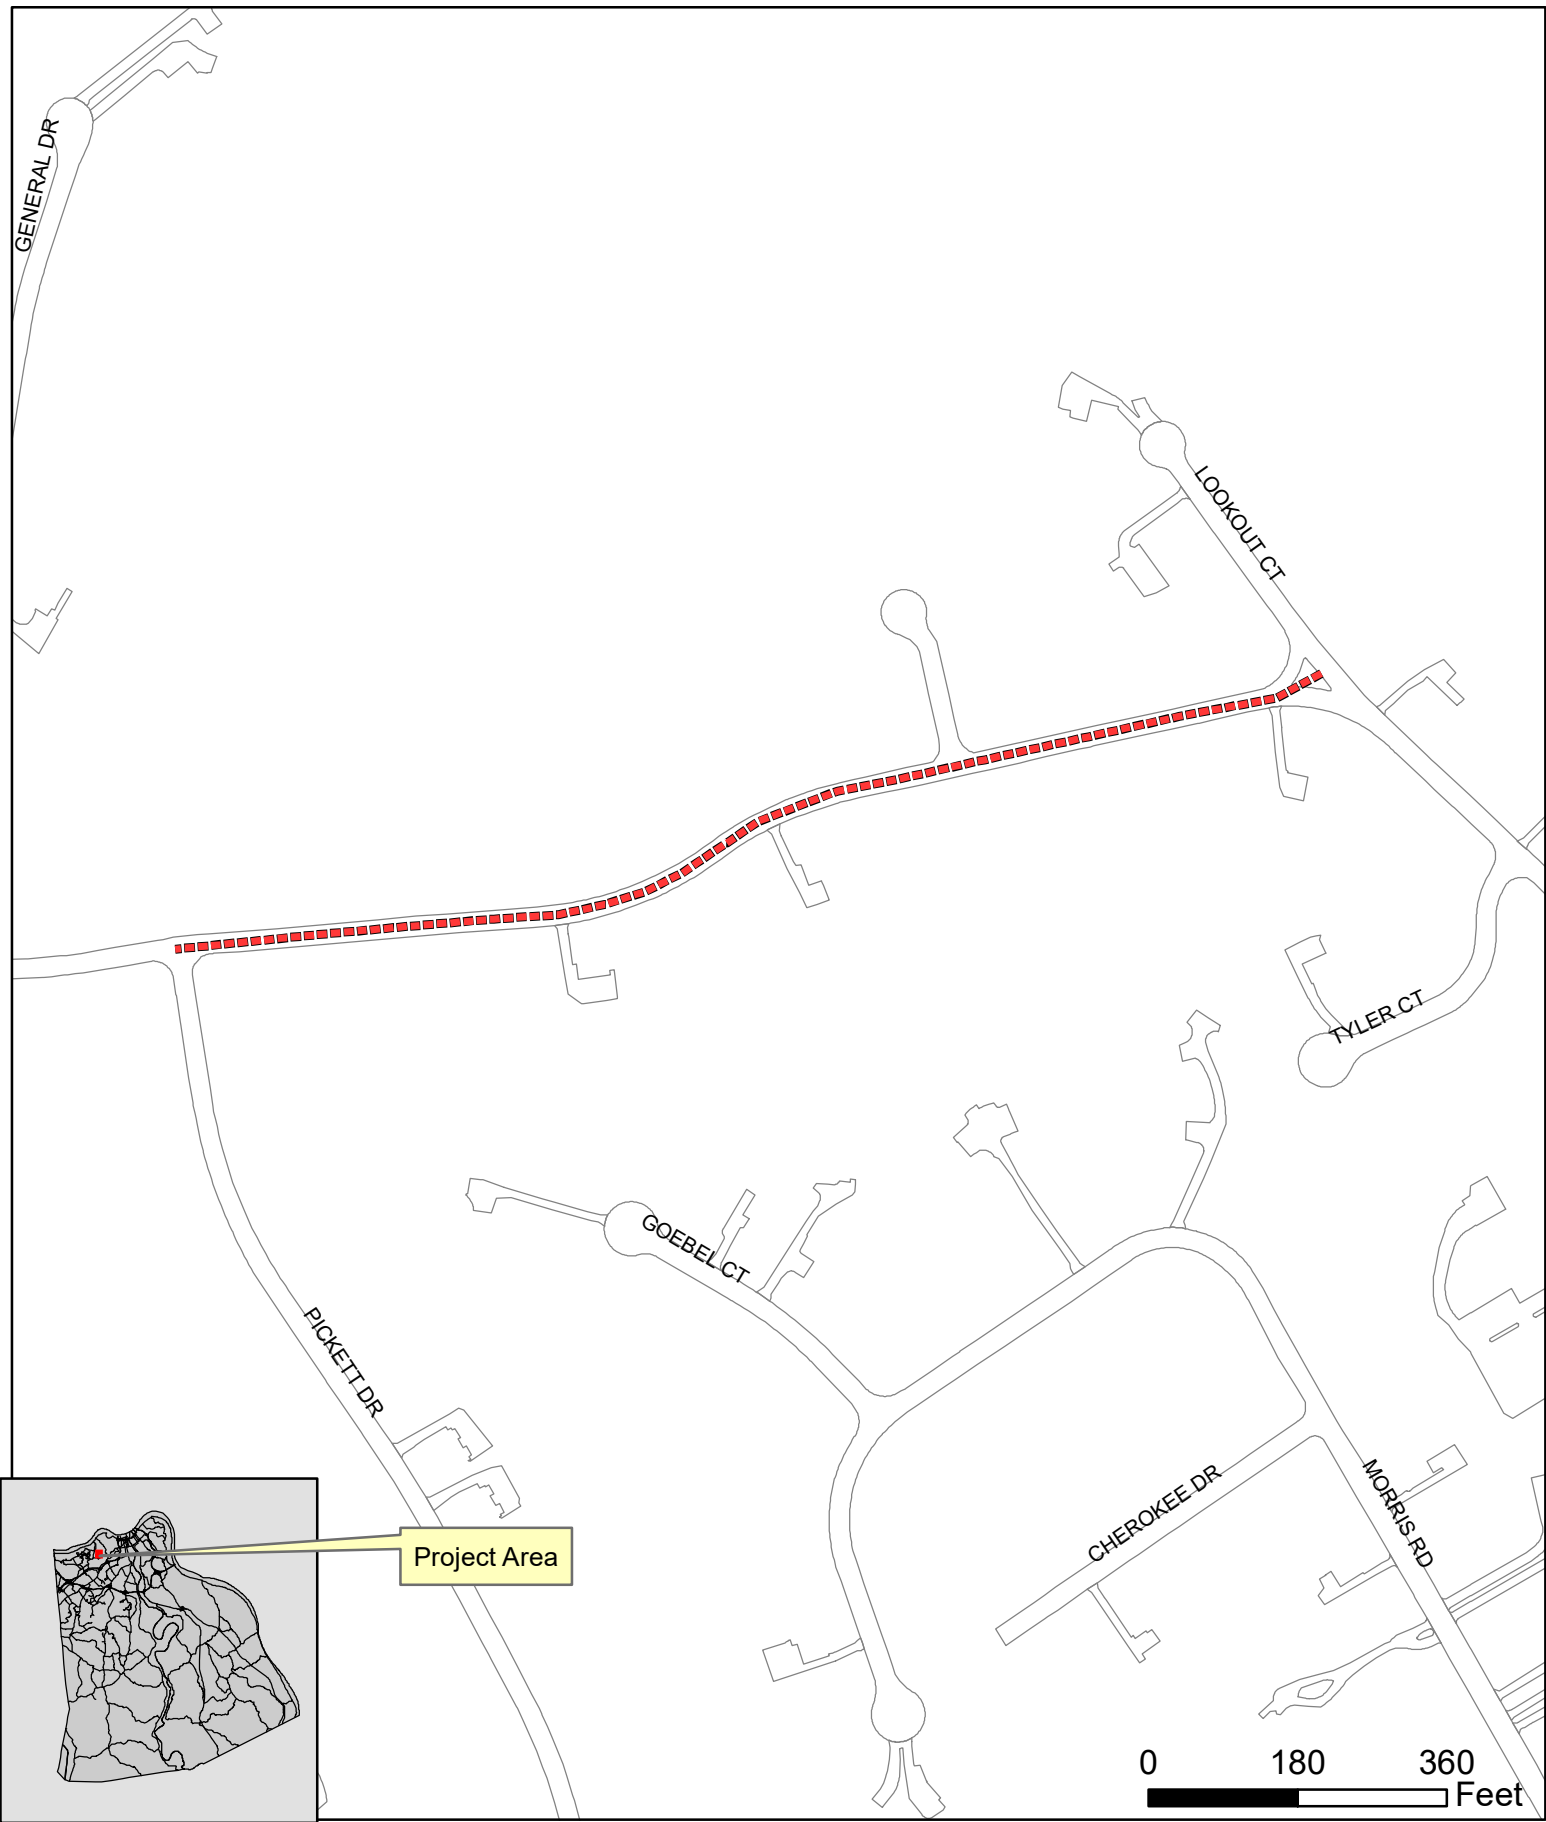 GENERAL DR
LOOKOUT CT
TYLER CT
GOEBEL CT
PICKETT DR
CHEROKEE DR
MORRIS RD
Project Area
0 180 360
Feet